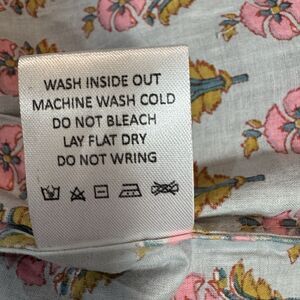 WASH INSIDE OUT
MACHINE WASH COLD
DO NOT BLEACH
LAY FLAT DRY
DO NOT WRING